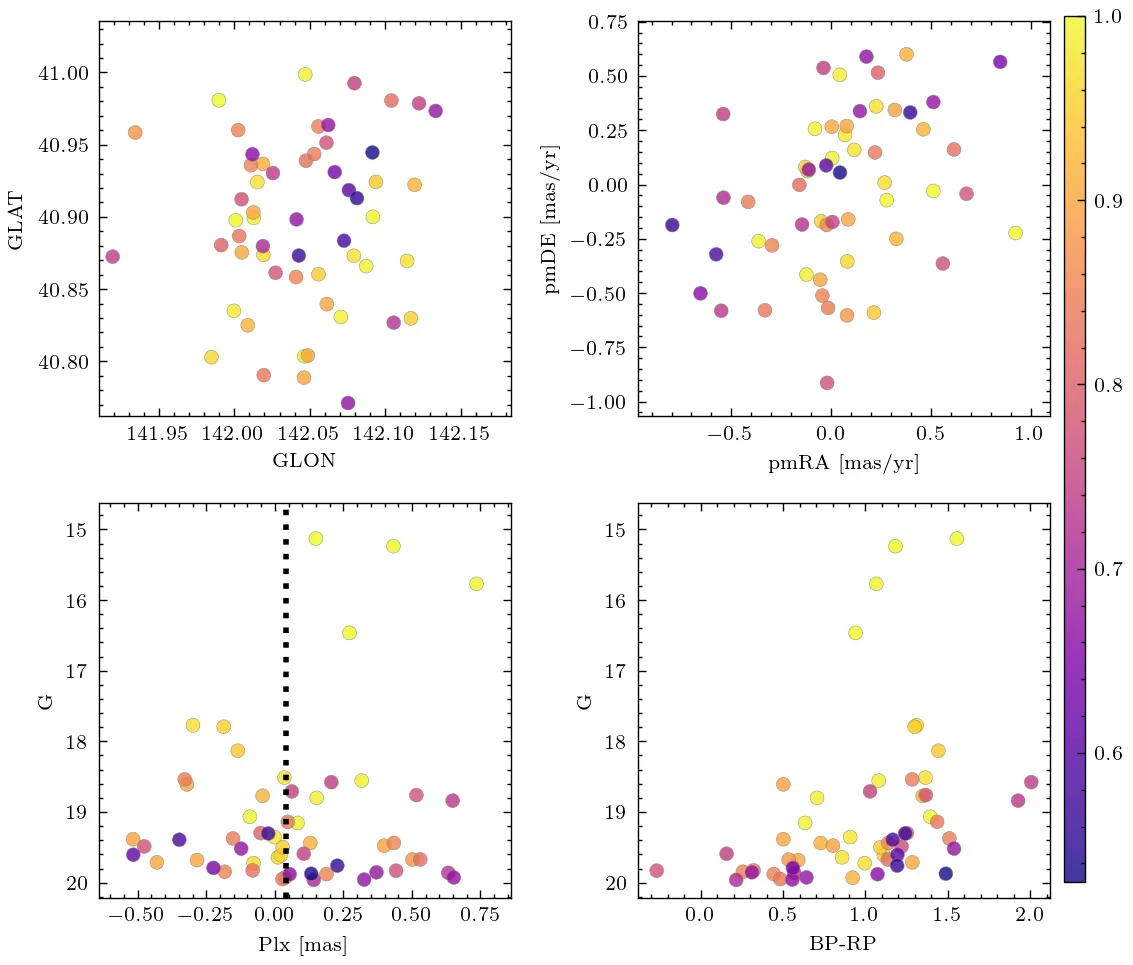 41.00
40.95
40.90
40.85
40.80
GLAT
141.95 142.00 142.05 142.10 142.15
GLON
0.75
0.50
0.25
0.00
−0.25
−0.50
−0.75
−1.00
pmDE [mas/yr]
−0.5 0.0 0.5 1.0
pmRA [mas/yr]
1.0
0.9
0.8
0.7
0.6
15
16
17
18
19
20
G
−0.50 −0.25 0.00 0.25 0.50 0.75
Plx [mas]
15
16
17
18
19
20
G
0.0 0.5 1.0 1.5 2.0
BP-RP